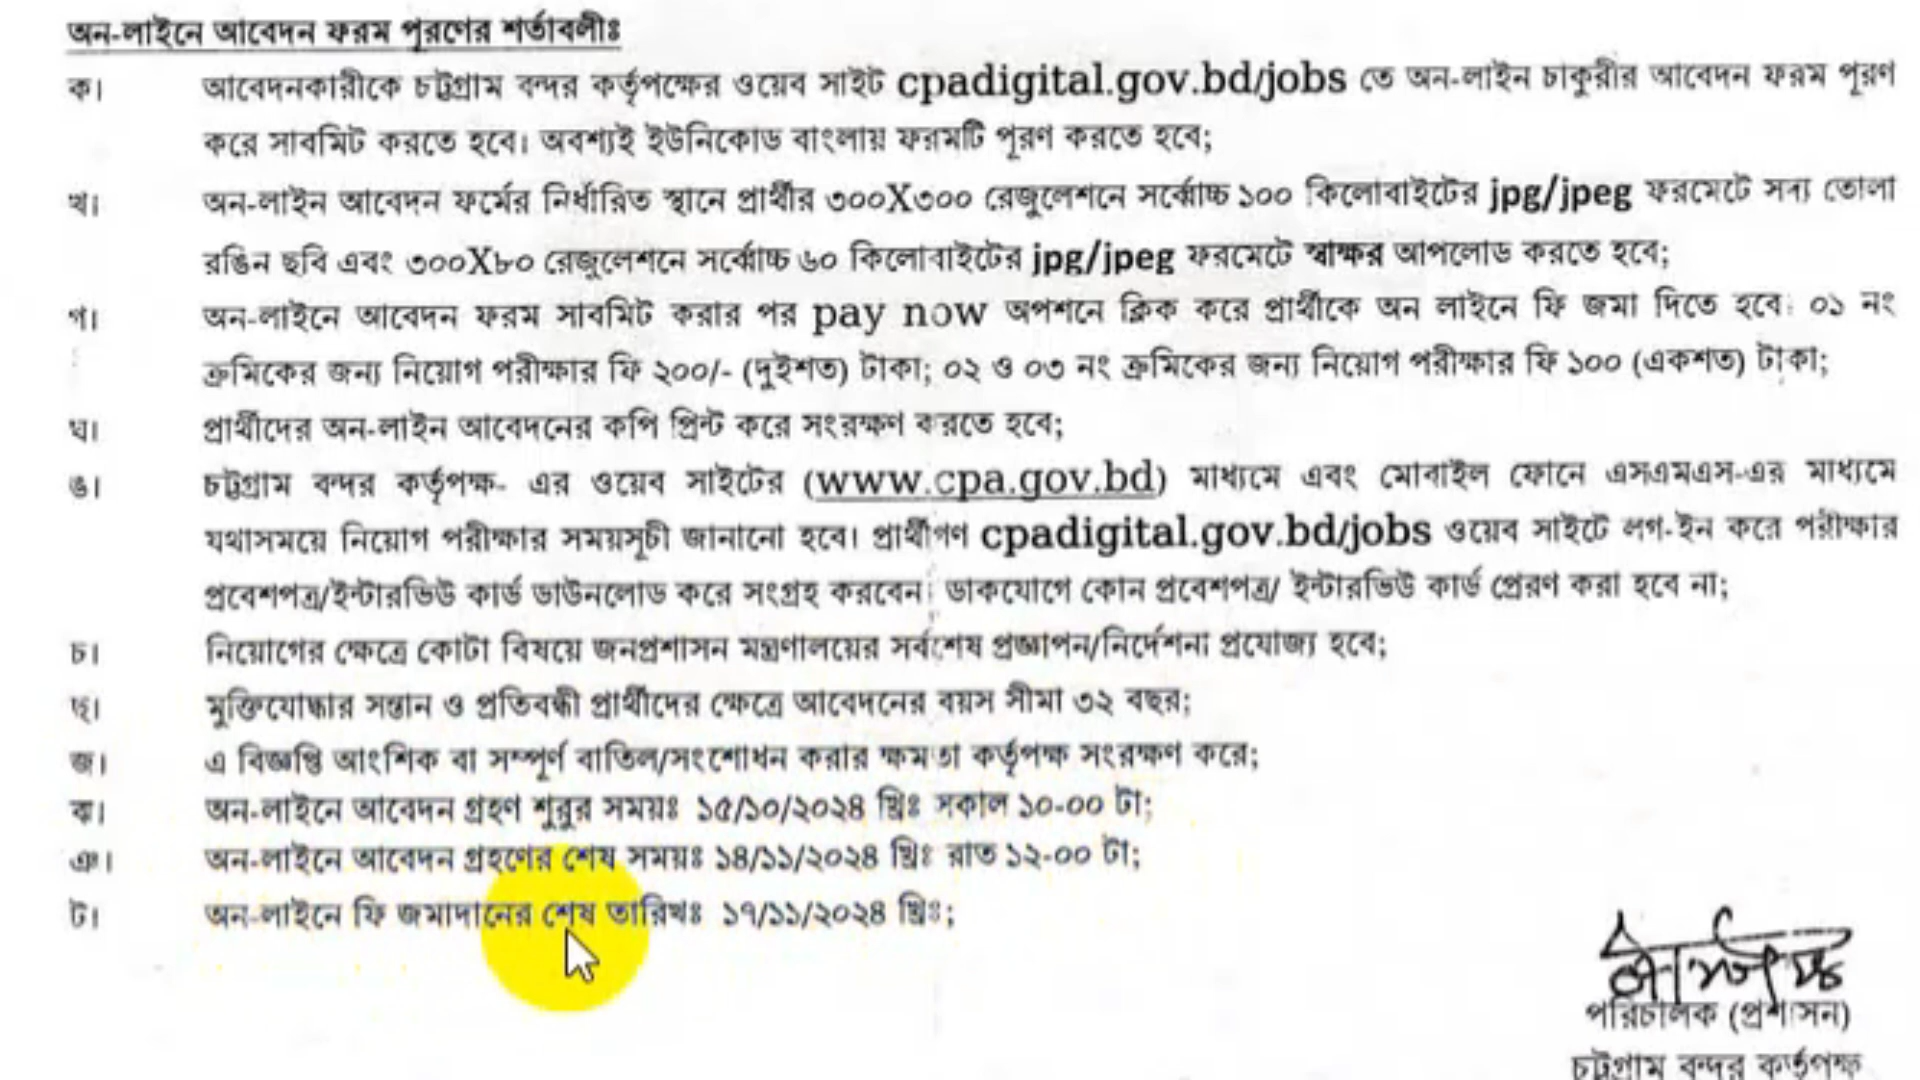 অন-লাইনে আবেদন ফরম পূরণের শর্তাবলীঃ
ক। আবেদনকারীকে চট্টগ্রাম বন্দর কর্তৃপক্ষের ওয়েব সাইট cpadigital.gov.bd/jobs তে অন-লাইন চাকুরীর আবেদন ফরম পূরণ
করে সাবমিট করতে হবে। অবশ্যই ইউনিকোড বাংলায় ফরমটি পূরণ করতে হবে;
খ। অন-লাইন আবেদন ফর্মের নির্ধারিত স্থানে প্রার্থীর ৩০০X৩০০ রেজুলেশনে সর্বোচ্চ ১০০ কিলোবাইটের jpg/jpeg ফরমেটে সদ্য তোলা
রঙিন ছবি এবং ৩০০X৮০ রেজুলেশনে সর্বোচ্চ ৬০ কিলোবাইটের jpg/jpeg ফরমেটে স্বাক্ষর আপলোড করতে হবে;
গ। অন-লাইনে আবেদন ফরম সাবমিট করার পর pay now অপশনে ক্লিক করে প্রার্থীকে অন লাইনে ফি জমা দিতে হবে। ০১ নং
ক্রমিকের জন্য নিয়োগ পরীক্ষার ফি ২০০/- (দুইশত) টাকা; ০২ ও ০৩ নং ক্রমিকের জন্য নিয়োগ পরীক্ষার ফি ১০০ (একশত) টাকা;
ঘ। প্রার্থীদের অন-লাইন আবেদনের কপি প্রিন্ট করে সংরক্ষণ করতে হবে;
ঙ। চট্টগ্রাম বন্দর কর্তৃপক্ষ- এর ওয়েব সাইটের (www.cpa.gov.bd) মাধ্যমে এবং মোবাইল ফোনে এসএমএস-এর মাধ্যমে
যথাসময়ে নিয়োগ পরীক্ষার সময়সূচী জানানো হবে। প্রার্থীগণ cpadigital.gov.bd/jobs ওয়েব সাইটে লগ-ইন করে পরীক্ষার
প্রবেশপত্র/ইন্টারভিউ কার্ড ডাউনলোড করে সংগ্রহ করবেন। ডাকযোগে কোন প্রবেশপত্র/ ইন্টারভিউ কার্ড প্রেরণ করা হবে না;
চ। নিয়োগের ক্ষেত্রে কোটা বিষয়ে জনপ্রশাসন মন্ত্রণালয়ের সর্বশেষ প্রজ্ঞাপন/নির্দেশনা প্রযোজ্য হবে;
ছ। মুক্তিযোদ্ধার সন্তান ও প্রতিবন্ধী প্রার্থীদের ক্ষেত্রে আবেদনের বয়স সীমা ৩২ বছর;
জ। এ বিজ্ঞপ্তি আংশিক বা সম্পূর্ণ বাতিল/সংশোধন করার ক্ষমতা কর্তৃপক্ষ সংরক্ষণ করে;
ঝ। অন-লাইনে আবেদন গ্রহণ শুরুর সময়ঃ ১৫/১০/২০২৪ খ্রিঃ সকাল ১০-০০ টা;
ঞ। অন-লাইনে আবেদন গ্রহণের শেষ সময়ঃ ১৪/১১/২০২৪ খ্রিঃ রাত ১২-০০ টা;
ট। অন-লাইনে ফি জমাদানের শেষ তারিখঃ ১৭/১১/২০২৪ খ্রিঃ;
পরিচালক (প্রশাসন)
চট্টগ্রাম বন্দর কর্তৃপক্ষ